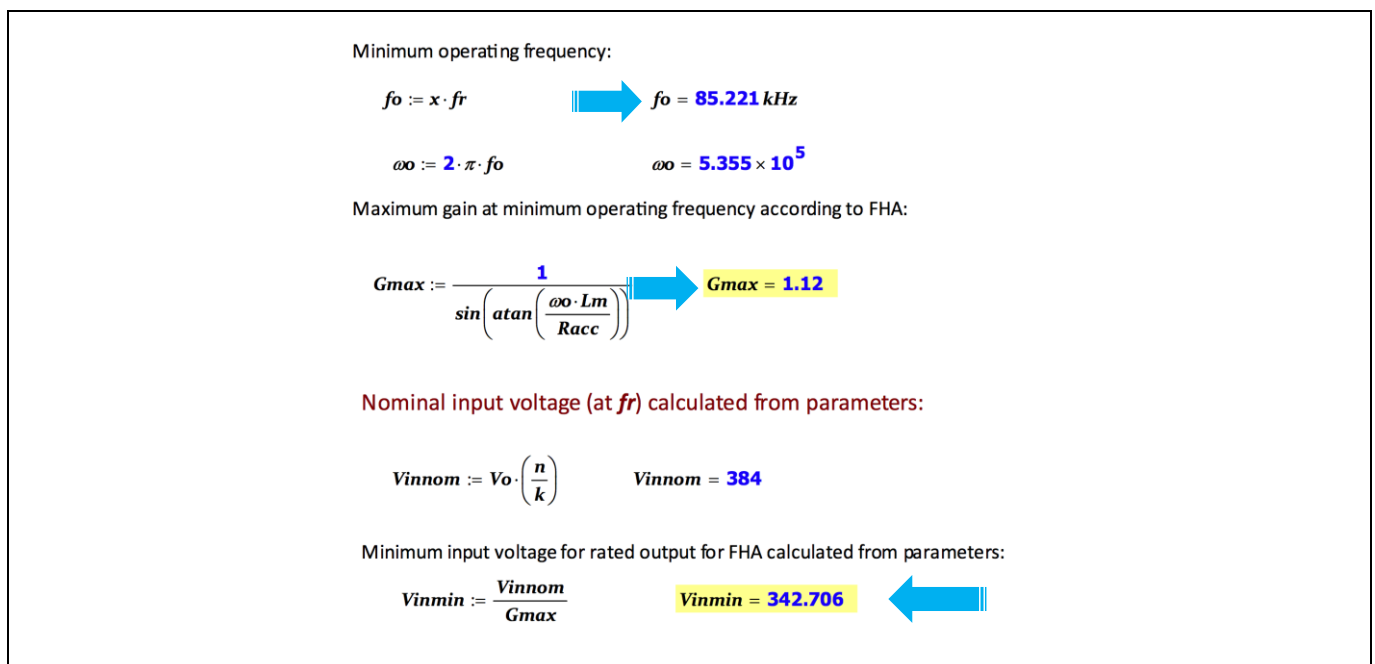 Minimum operating frequency:
fo := x · fr fo = 85.221 kHz
ωo := 2 · π · fo ωo = 5.355 × 10^5
Maximum gain at minimum operating frequency according to FHA:
Gmax := 1 / sin(atan(ωo · Lm / Racc)) Gmax = 1.12
Nominal input voltage (at fr) calculated from parameters:
Vinnom := Vo · (n / k) Vinnom = 384
Minimum input voltage for rated output for FHA calculated from parameters:
Vinmin := Vinnom / Gmax Vinmin = 342.706